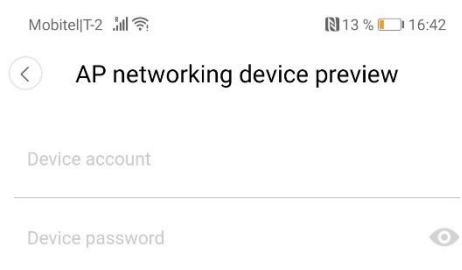 Mobitel|T-2 13 % 16:42
AP networking device preview
Device account
Device password